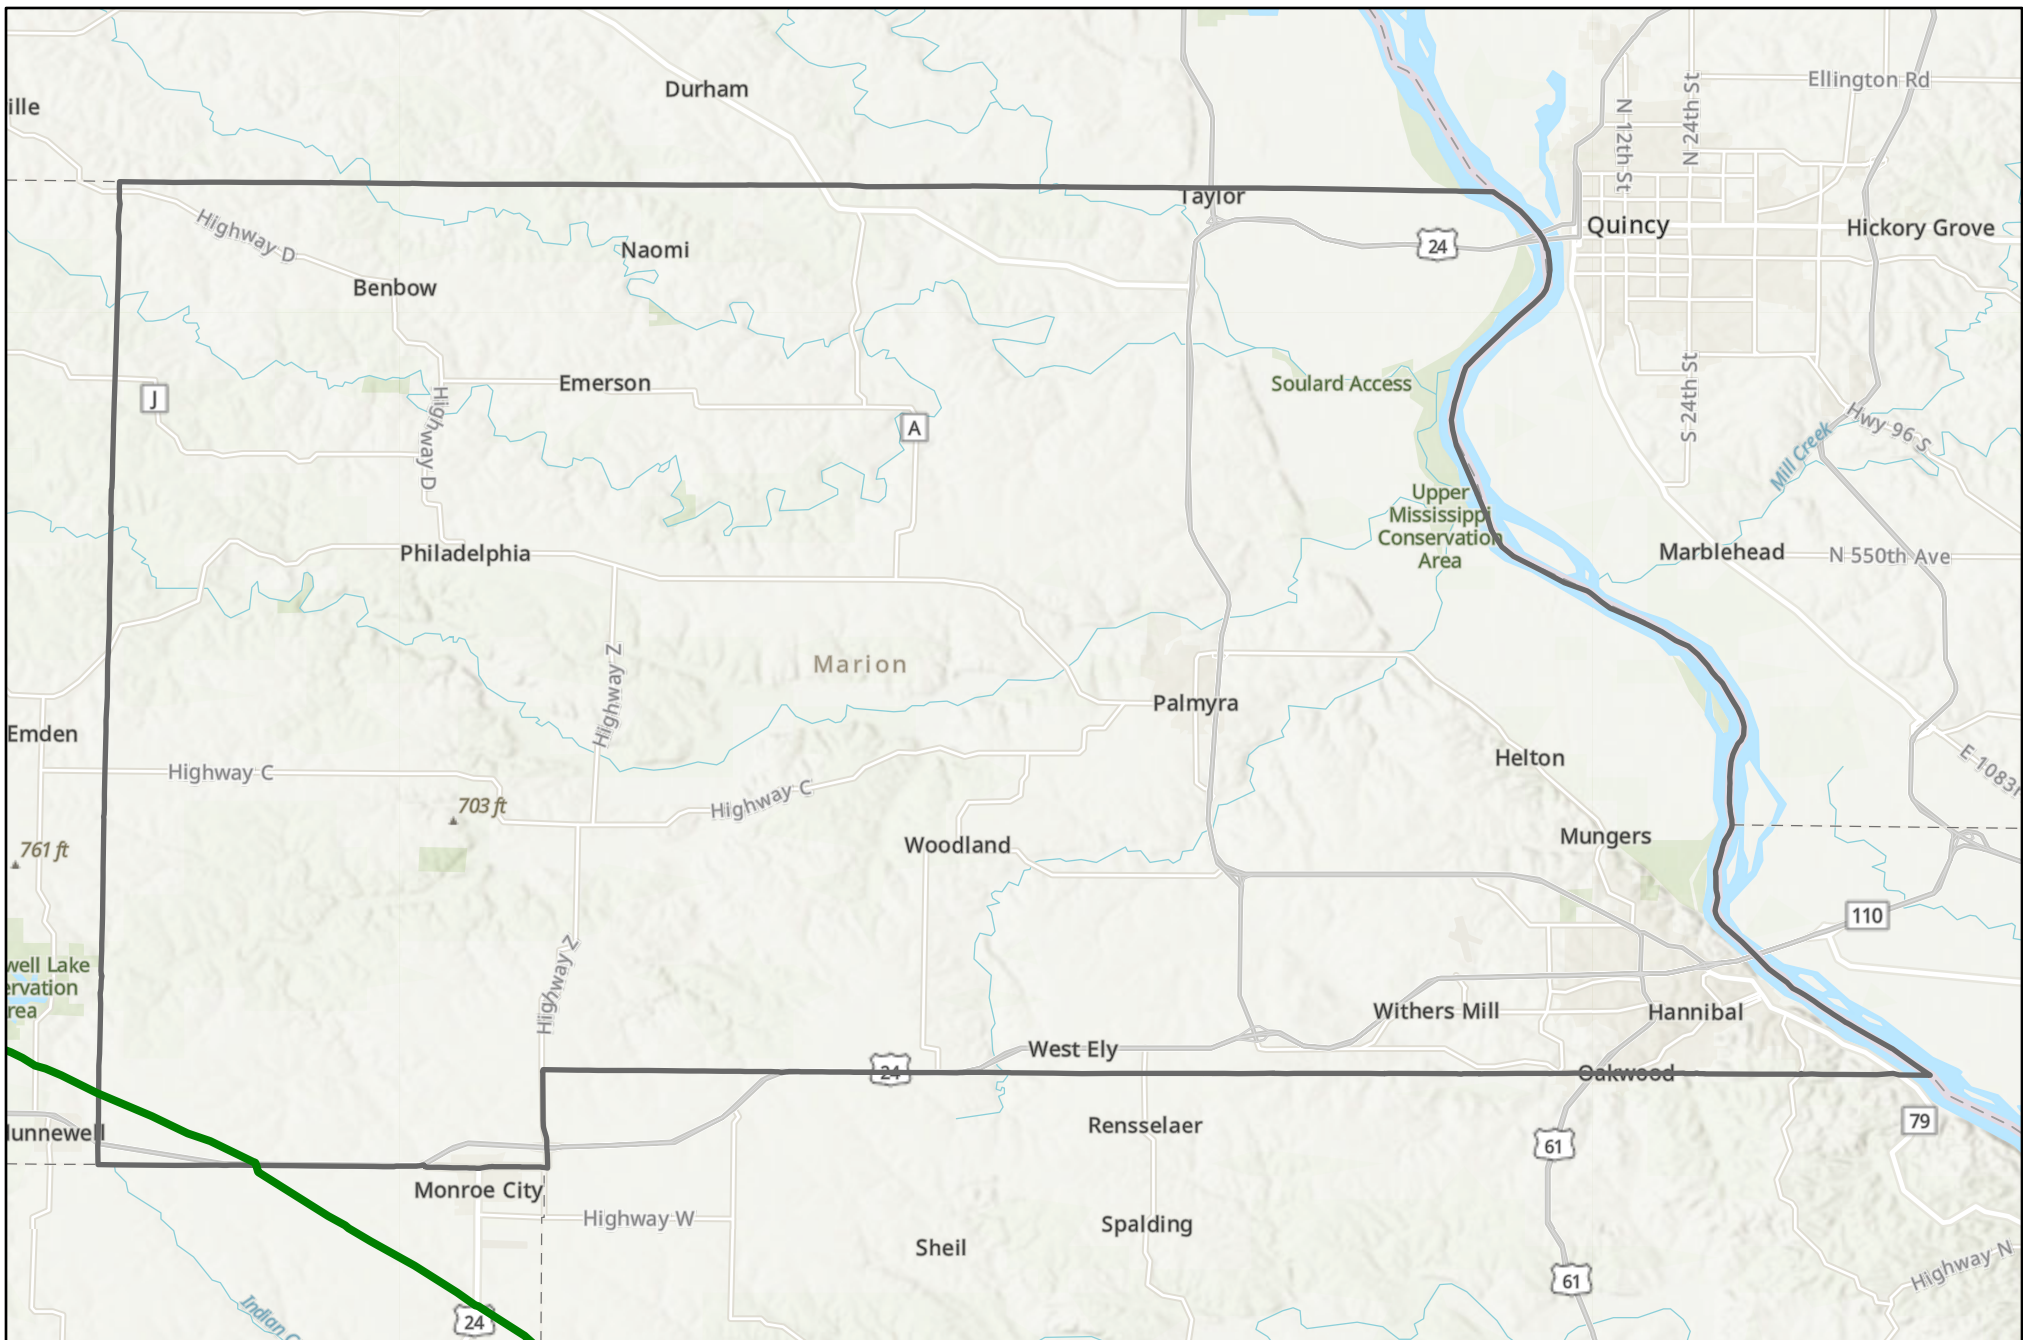 Durham
Ellington Rd
ille
N 12th St
N 24th St
Taylor
Highway D
Naomi
24
Quincy
Hickory Grove
Benbow
Emerson
Soulard Access
J
Highway D
A
S 24th St
Hwy 96 S
Mill Creek
Upper
Mississippi
Conservation
Area
Philadelphia
Marblehead
N 550th Ave
Highway Z
Marion
Palmyra
Emden
Highway C
Helton
E 1083r
703 ft
Highway C
761 ft
Woodland
Mungers
110
well Lake
ervation
rea
Highway Z
Withers Mill
Hannibal
West Ely
24
Oakwood
Hunnewell
Rensselaer
79
61
Monroe City
Highway W
Spalding
Sheil
Highway N
61
Indian C
24